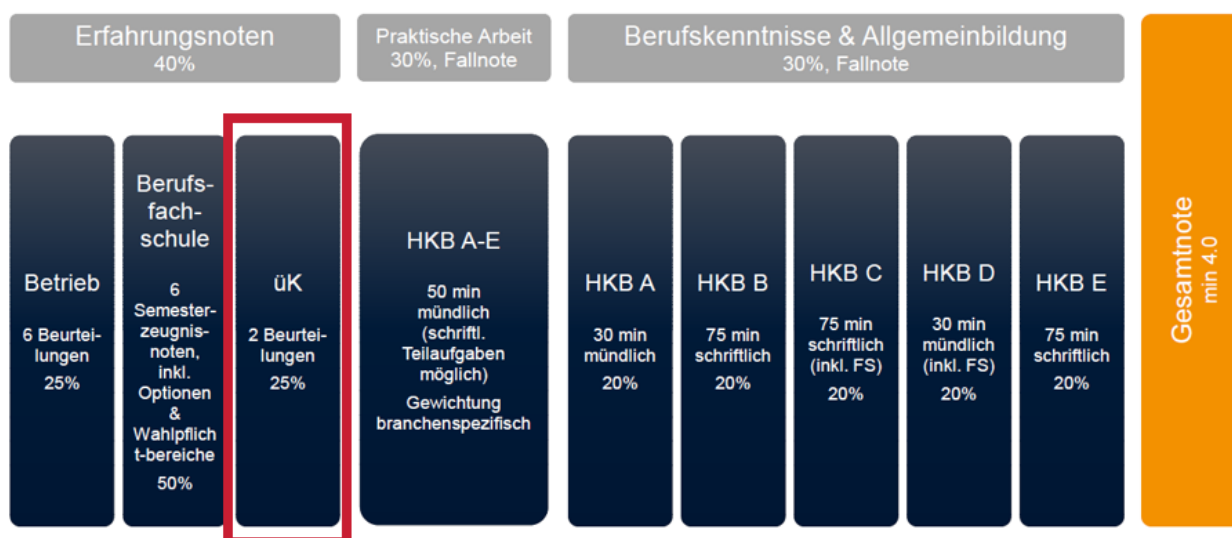 Erfahrungsnoten
40%
Praktische Arbeit
30%, Fallnote
Berufskenntnisse & Allgemeinbildung
30%, Fallnote
Betrieb
6 Beurtei-
lungen
25%
Berufs-
fach-
schule
6
Semester-
zeugnis-
noten,
inkl.
Optionen
&
Wahlpflich
t-bereiche
50%
üK
2 Beurtei-
lungen
25%
HKB A-E
50 min
mündlich
(schriftl.
Teilaufgaben
möglich)
Gewichtung
branchenspezifisch
HKB A
30 min
mündlich
20%
HKB B
75 min
schriftlich
20%
HKB C
75 min
schriftlich
(inkl. FS)
20%
HKB D
30 min
mündlich
(inkl. FS)
20%
HKB E
75 min
schriftlich
20%
Gesamtnote
min 4.0